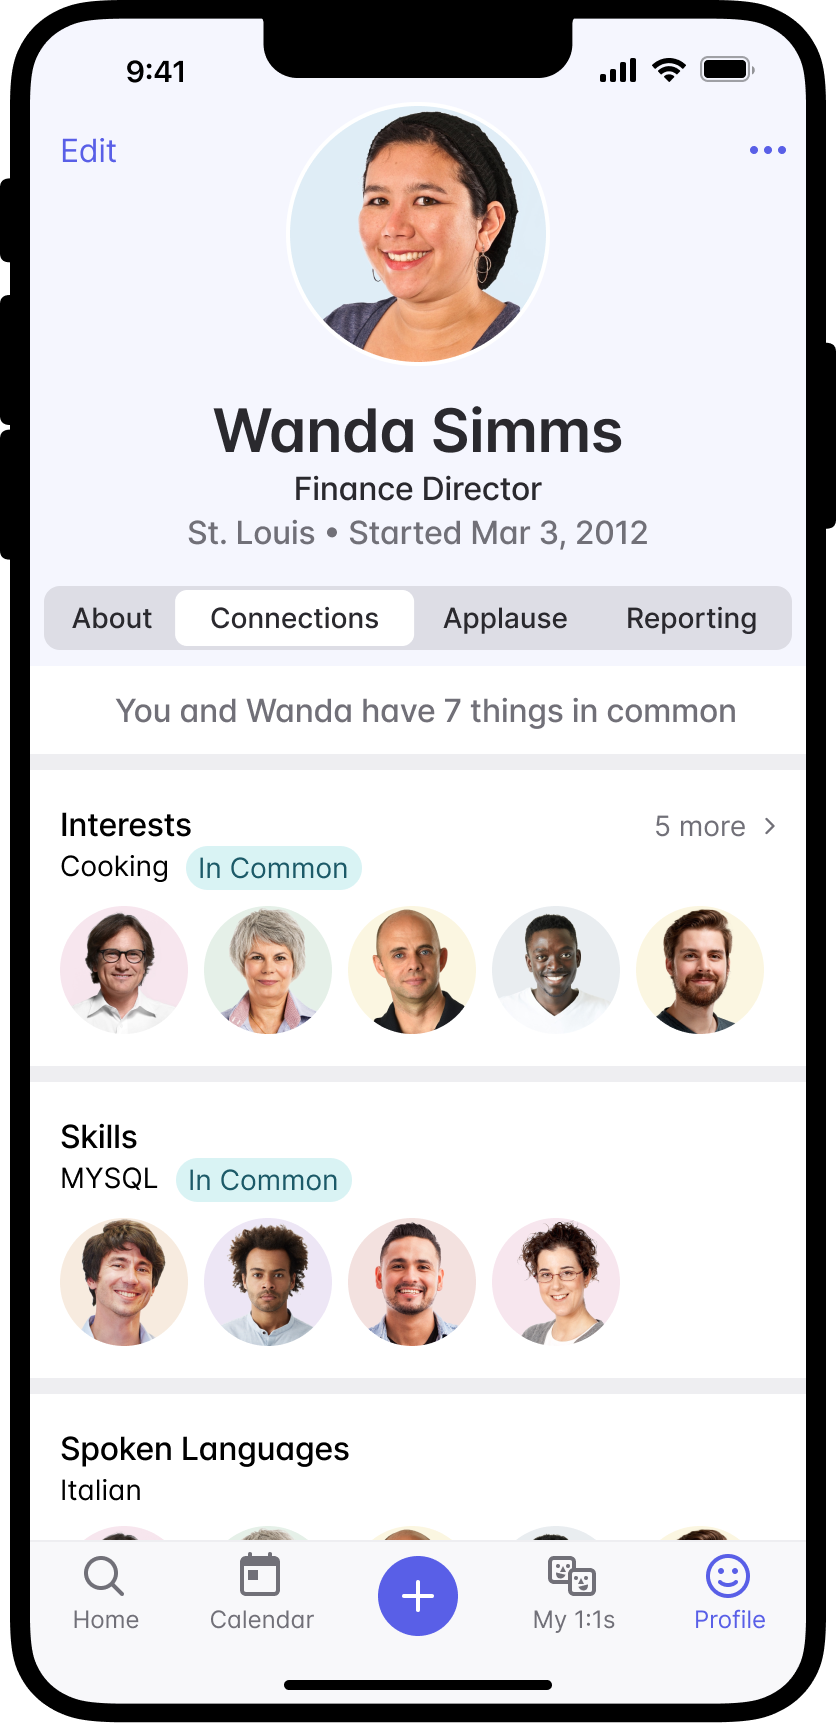 9:41
Edit
Wanda Simms
Finance Director
St. Louis • Started Mar 3, 2012
About Connections Applause Reporting
You and Wanda have 7 things in common
Interests 5 more
Cooking In Common
Skills
MYSQL In Common
Spoken Languages
Italian
Home Calendar My 1:1s Profile